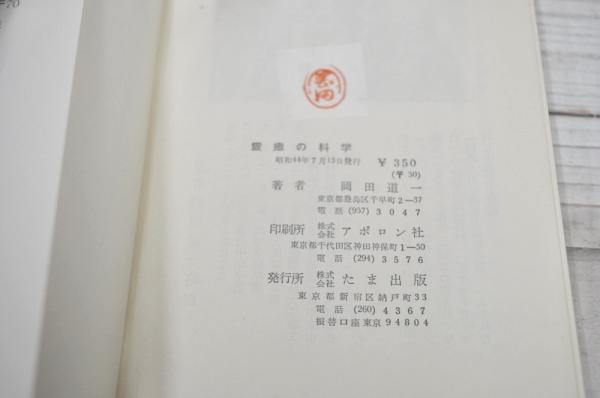 霊癒の科学
昭和44年7月13日発行 ¥350
(〒50)
著者 岡田道一
東京都豊島区千早町2—37
電話(957)3047
印刷所 株式会社 アポロン社
東京都千代田区神田神保町1—50
電話(294)3576
発行所 株式会社 たま出版
東京都新宿区納戸町33
電話(260)4367
振替口座東京94804